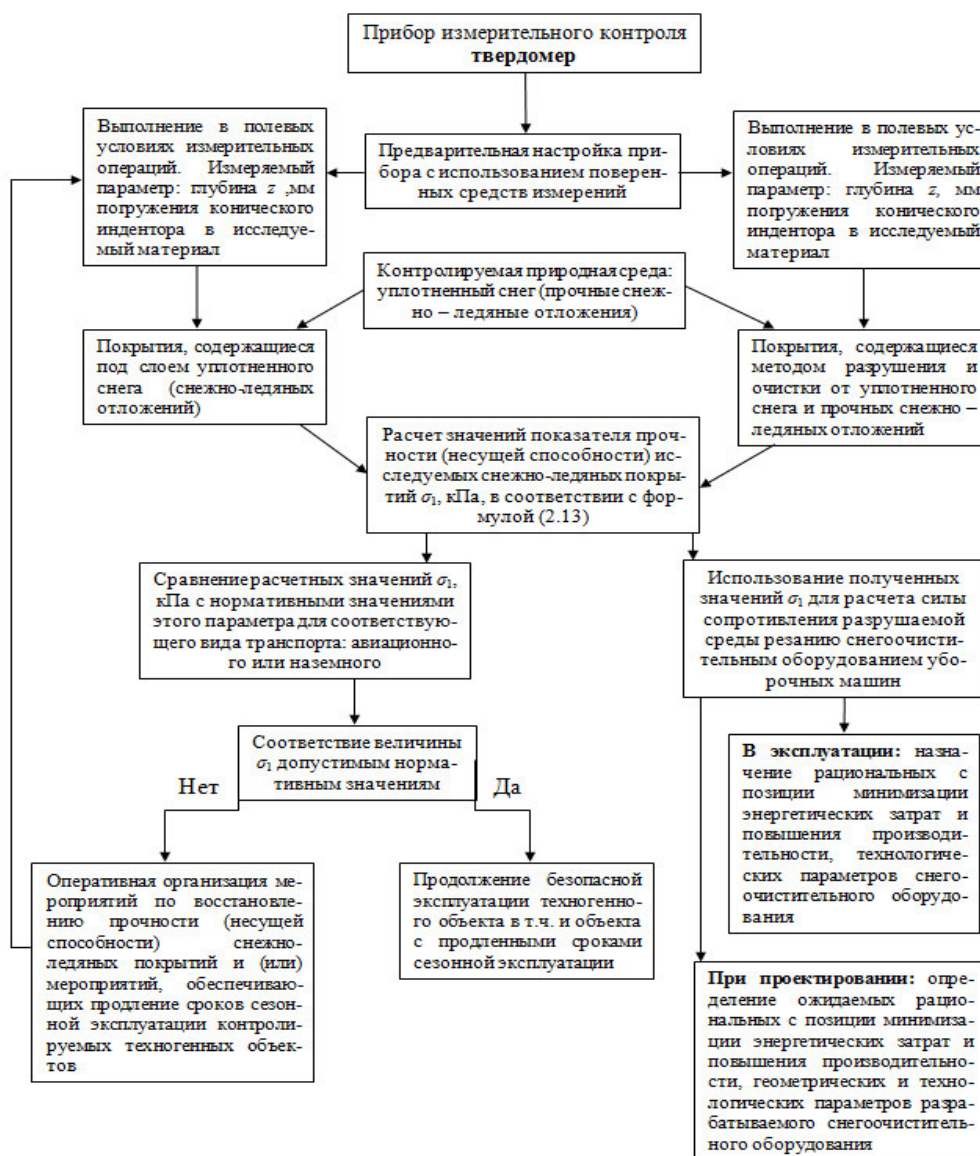 Прибор измерительного контроля
твердомер
Выполнение в полевых
условиях измерительных
операций. Измеряемый
параметр: глубина z ,мм
погружения конического
индентора в исследуе-
мый материал
Предварительная настройка при-
бора с использованием поверен-
ных средств измерений
Выполнение в полевых ус-
ловиях измерительных
операций. Измеряемый
параметр: глубина z, мм
погружения конического
индентора в исследуемый
материал
Контролируемая природная среда:
уплотненный снег (прочные снеж-
но – ледяные отложения)
Покрытия, содержащиеся
под слоем уплотненного
снега (снежно-ледяных
отложений)
Покрытия, содержащиеся
методом разрушения и
очистки от уплотненного
снега и прочных снежно –
ледяных отложений
Расчет значений показателя проч-
ности (несущей способности) ис-
следуемых снежно-ледяных покры-
тий σ1, кПа, в соответствии с фор-
мулой (2.13)
Сравнение расчетных значений σ1,
кПа с нормативными значениями
этого параметра для соответствую-
щего вида транспорта: авиационно-
го или наземного
Использование полученных
значений σ1 для расчета силы
сопротивления разрушаемой
среды резанию снегоочисти-
тельным оборудованием убо-
рочных машин
Соответствие величины
σ1 допустимым норма-
тивным значениям
Нет
Да
В эксплуатации: назна-
чение рациональных с
позиции минимизации
энергетических затрат и
повышения производи-
тельности, технологиче-
ских параметров снего-
очистительного оборудо-
вания
Оперативная организация ме-
роприятий по восстановле-
нию прочности (несущей
способности) снежно-
ледяных покрытий и (или)
мероприятий, обеспечиваю-
щих продление сроков сезон-
ной эксплуатации контроли-
руемых техногенных объек-
тов
Продолжение безопасной
эксплуатации техногенно-
го объекта в т.ч. и объекта
с продленными сроками
сезонной эксплуатации
При проектировании: опре-
деление ожидаемых рацио-
нальных с позиции минимиза-
ции энергетических затрат и
повышения производительно-
сти, геометрических и техно-
логических параметров разра-
батываемого снегоочиститель-
ного оборудования